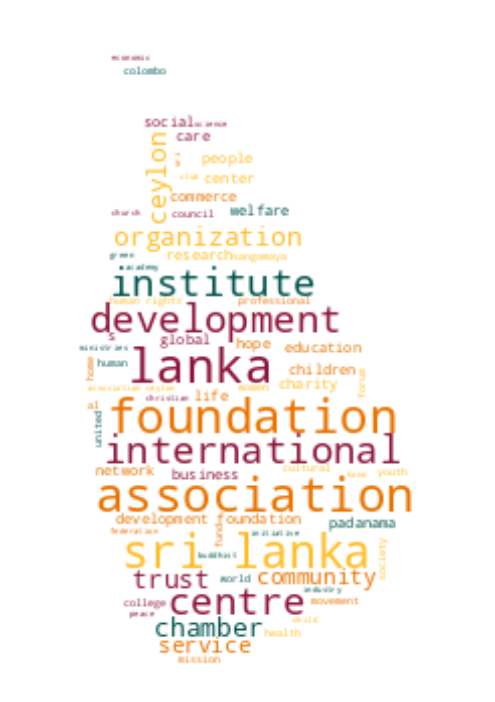 economic
colombo
social science
care
ceylon
people
club center
commerce
church council welfare
organization
green research sangamaya
academy
institute
human rights professional
development
s global
ministries hope education
human lanka
home children
association ceylon women charity forum
christian life
al foundation
united
international
network business cultural
fund youth
association
development foundation padanama
federation fund initiative
sri lanka
buddhist society
trust world community
industry
college centre movement
peace
chamber child
health
service
mission